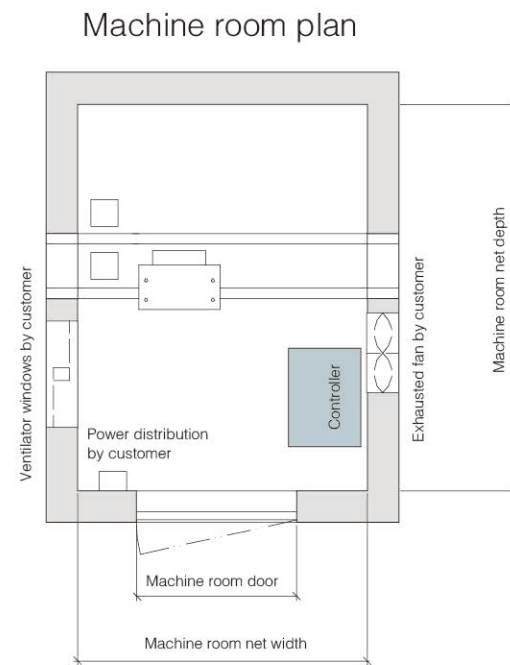 Machine room plan
Ventilator windows by customer
Exhausted fan by customer
Machine room net depth
Controller
Power distribution
by customer
Machine room door
Machine room net width